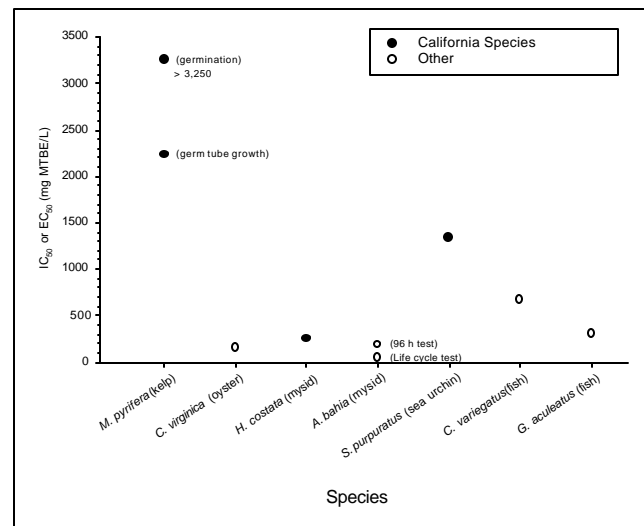 3500
3000
2500
2000
1500
1000
500
0
IC50 or EC50 (mg MTBE/L)
California Species
Other
(germination)
> 3,250
(germ tube growth)
(96 h test)
(Life cycle test)
M. pyrifera (kelp)
C. virginica (oyster)
H. costata (mysid)
A. bahia (mysid)
S. purpuratus (sea urchin)
C. variegatus(fish)
G. aculeatus (fish)
Species